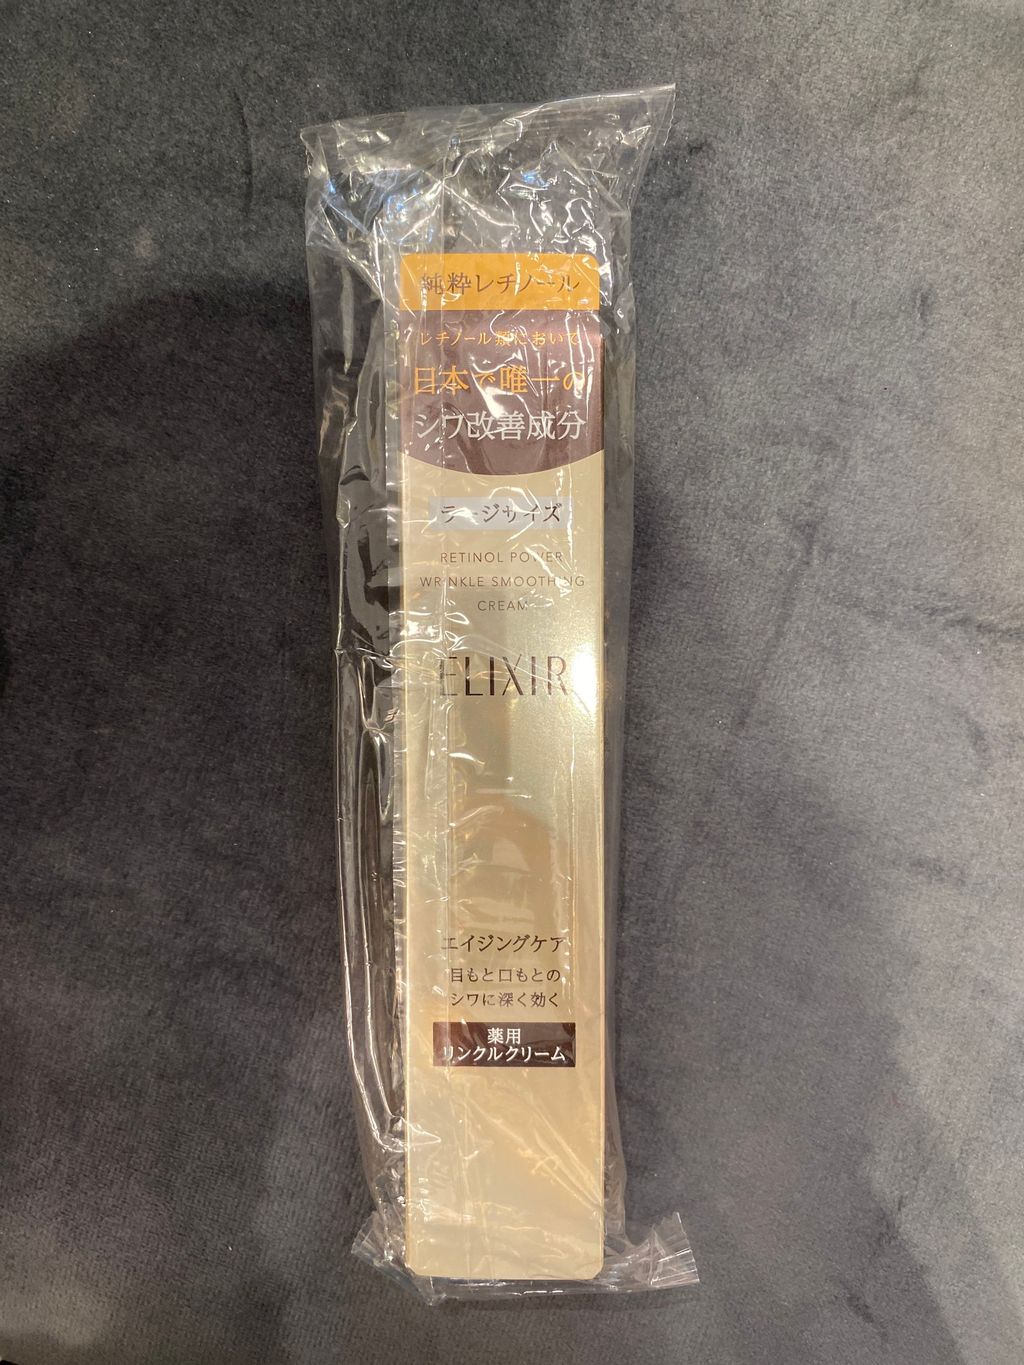 純粋レチノール
レチノール類において
日本で唯一の
シワ改善成分
ラージサイズ
RETINOL POWER
WRINKLE SMOOTHING
CREAM
ELIXIR
エイジングケア
目もと口もとの
シワに深く効く
薬用
リンクルクリーム